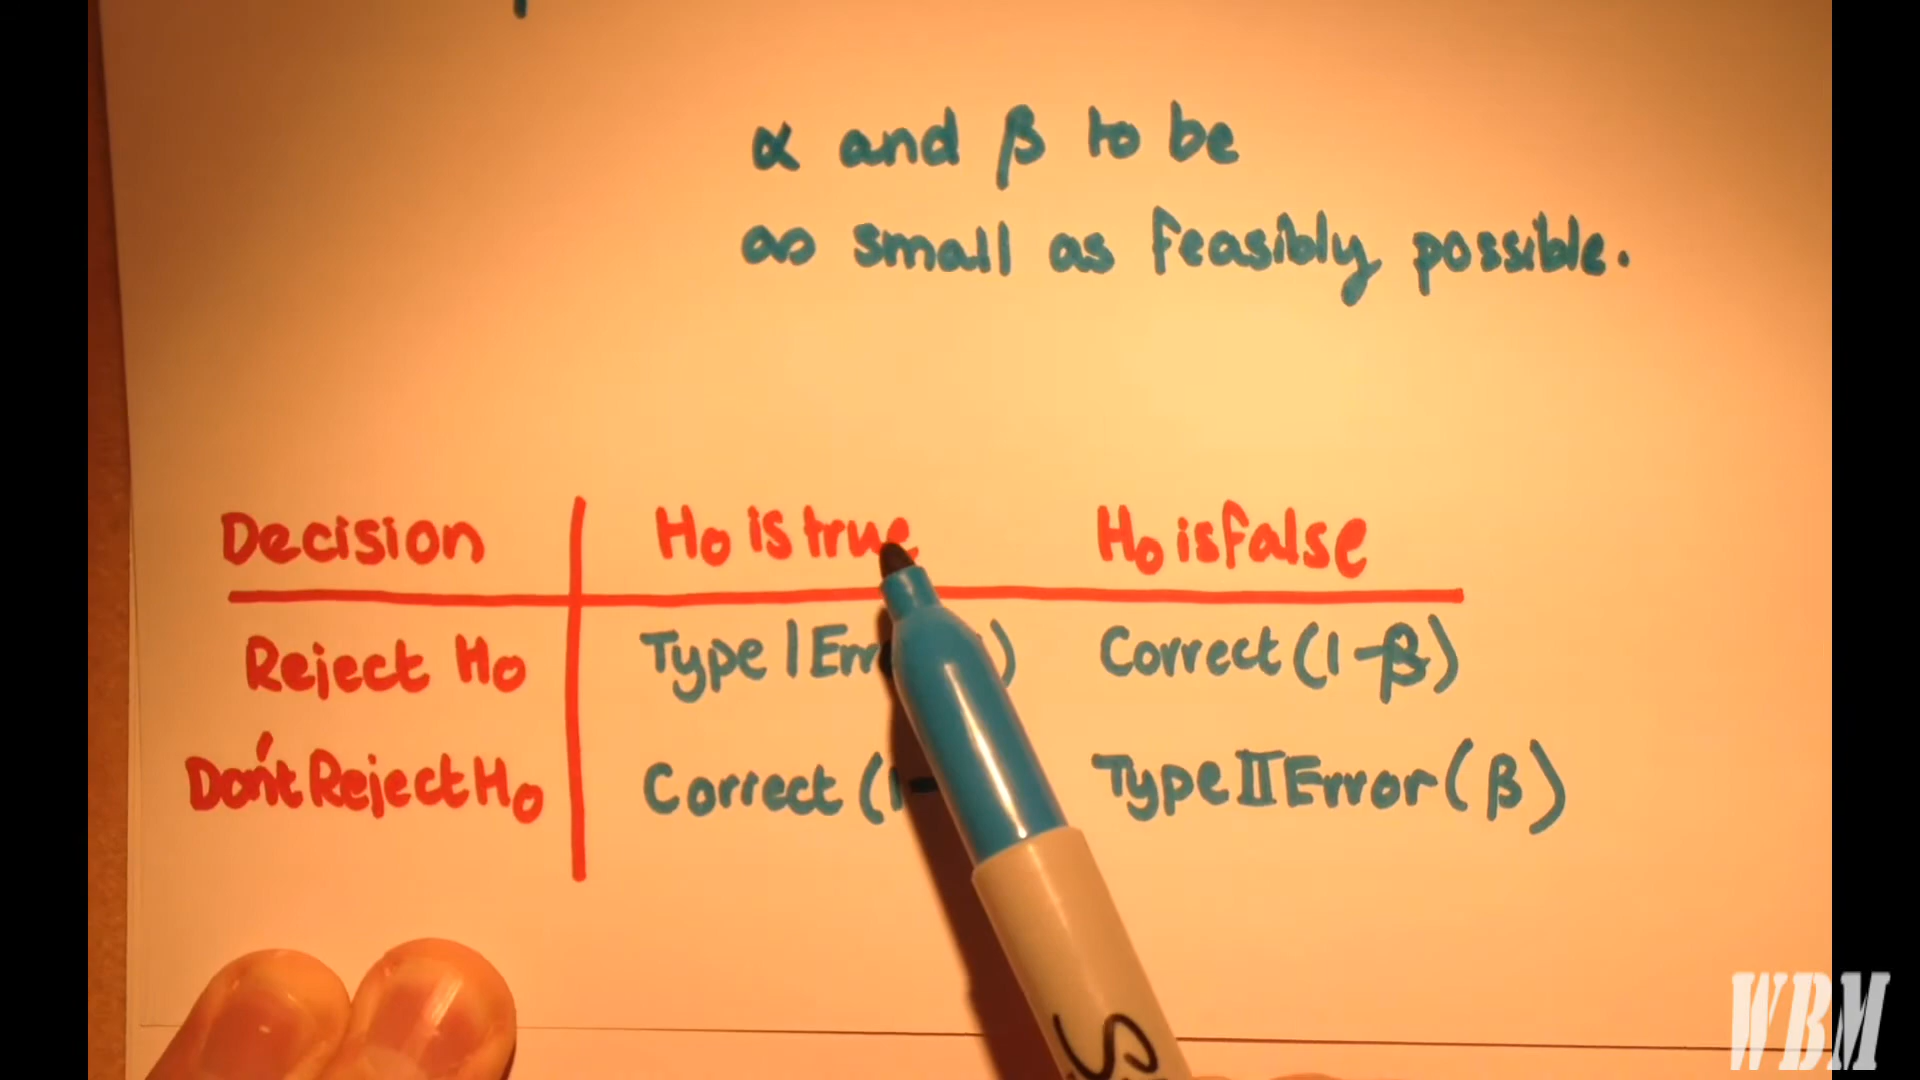 α and β to be
as small as feasibly possible.
Decision H₀ is true H₀ is false
Reject H₀ Type I ) Correct (1-β)
Don't Reject H₀ Correct (1- Type II Error (β)
WBM